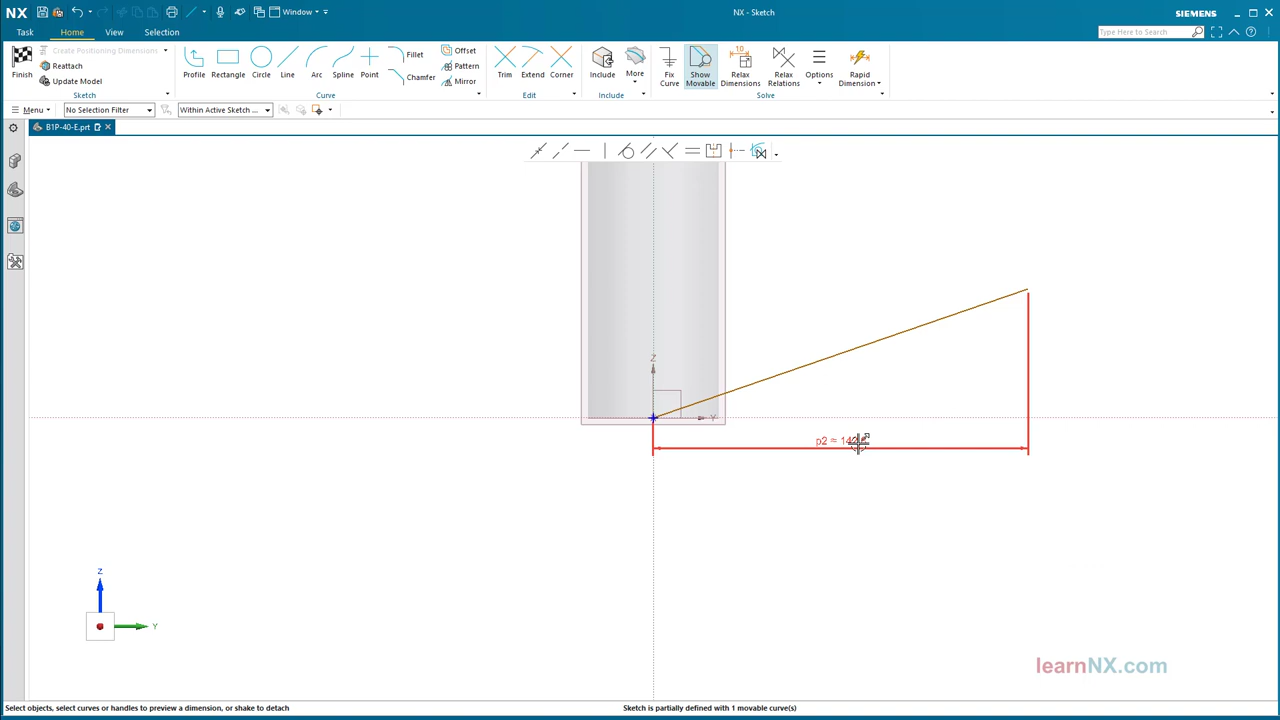 NX
Window
NX - Sketch
SIEMENS
Task
Home
View
Selection
Type Here to Search
Finish
Create Positioning Dimensions
Reattach
Update Model
Sketch
Profile
Rectangle
Circle
Line
Arc
Spline
Point
Fillet
Chamfer
Offset
Pattern
Mirror
Curve
Trim
Extend
Corner
Edit
Include
More
Include
Fix
Curve
Show
Movable
Relax
Dimensions
Relax
Relations
Options
Rapid
Dimension
Solve
Menu
No Selection Filter
Within Active Sketch ...
B1P-40-E.prt
Z
Y
p2 ≈
Z
Y
learnNX.com
Select objects, select curves or handles to preview a dimension, or shake to detach
Sketch is partially defined with 1 movable curve(s)